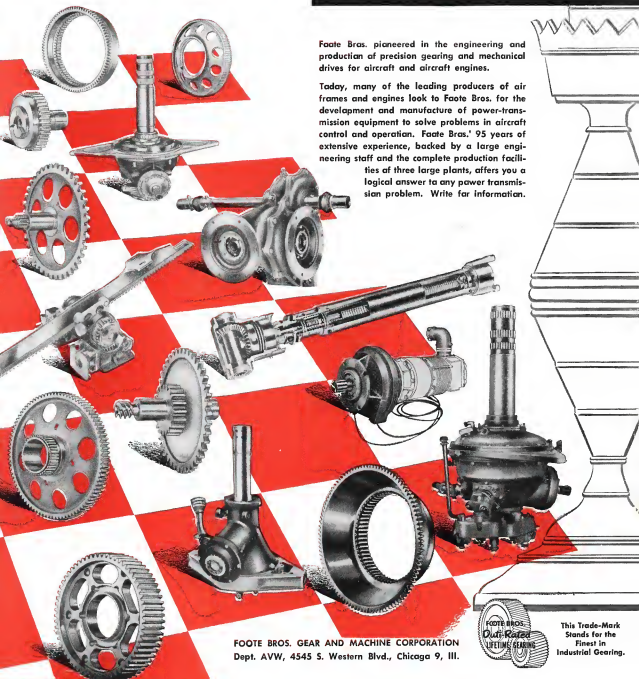 Foote Bros. pioneered in the engineering and
production of precision gearing and mechanical
drives for aircraft and aircraft engines.
Today, many of the leading producers of air
frames and engines look to Foote Bros. for the
development and manufacture of power-trans-
mission equipment to solve problems in aircraft
control and operation. Foote Bros.' 95 years of
extensive experience, backed by a large engi-
neering staff and the complete production facili-
ties of three large plants, offers you a
logical answer to any power transmis-
sion problem. Write for information.
FOOTE BROS. GEAR AND MACHINE CORPORATION
Dept. AVW, 4545 S. Western Blvd., Chicago 9, Ill.
FOOTE BROS.
Duti-Rated
LIFETIME GEARING
This Trade-Mark
Stands for the
Finest in
Industrial Gearing.